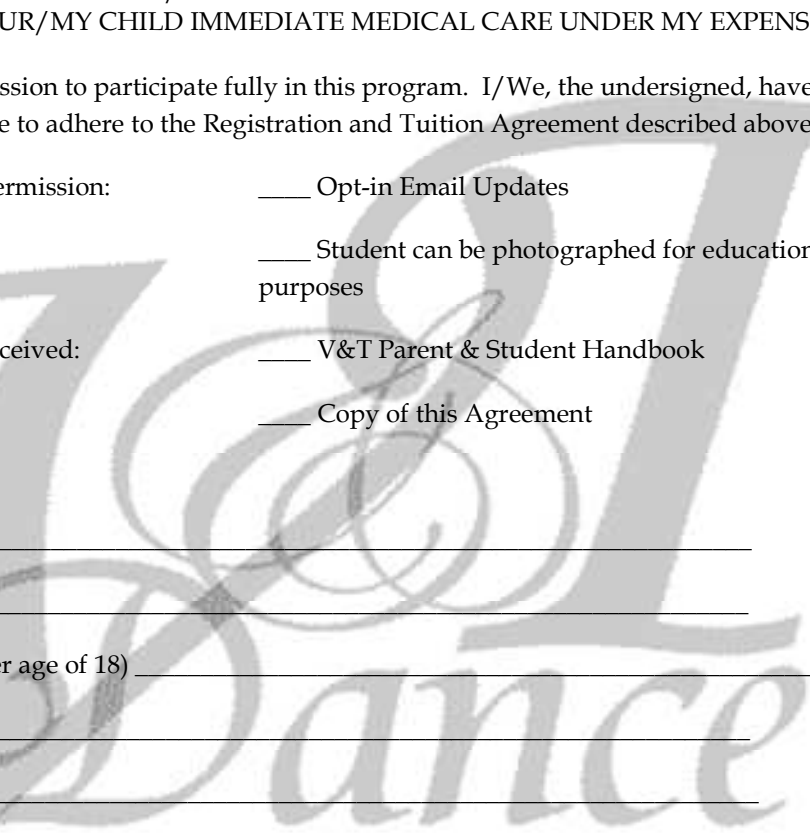 UR/MY CHILD IMMEDIATE MEDICAL CARE UNDER MY EXPENS
ssion to participate fully in this program.  I/We, the undersigned, have
e to adhere to the Registration and Tuition Agreement described above
ermission: ____ Opt-in Email Updates
____ Student can be photographed for education
purposes
ceived: ____ V&T Parent & Student Handbook
____ Copy of this Agreement
er age of 18) ____
V&T
Dance